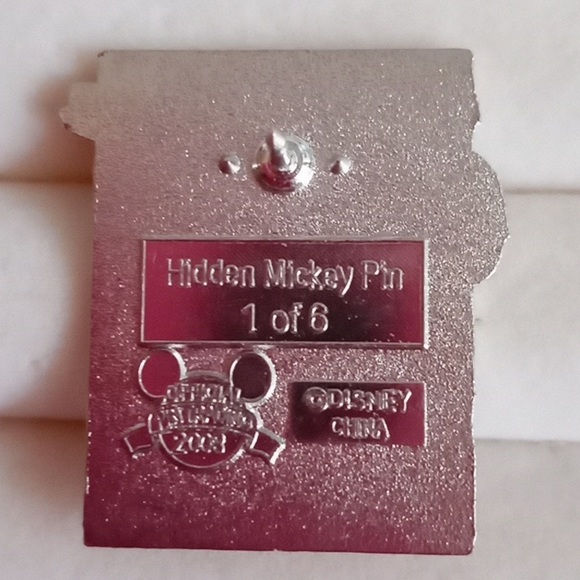 Hidden Mickey Pin
1 of 6
OFFICIAL
PIN TRADING
2008
©DISNEY
CHINA